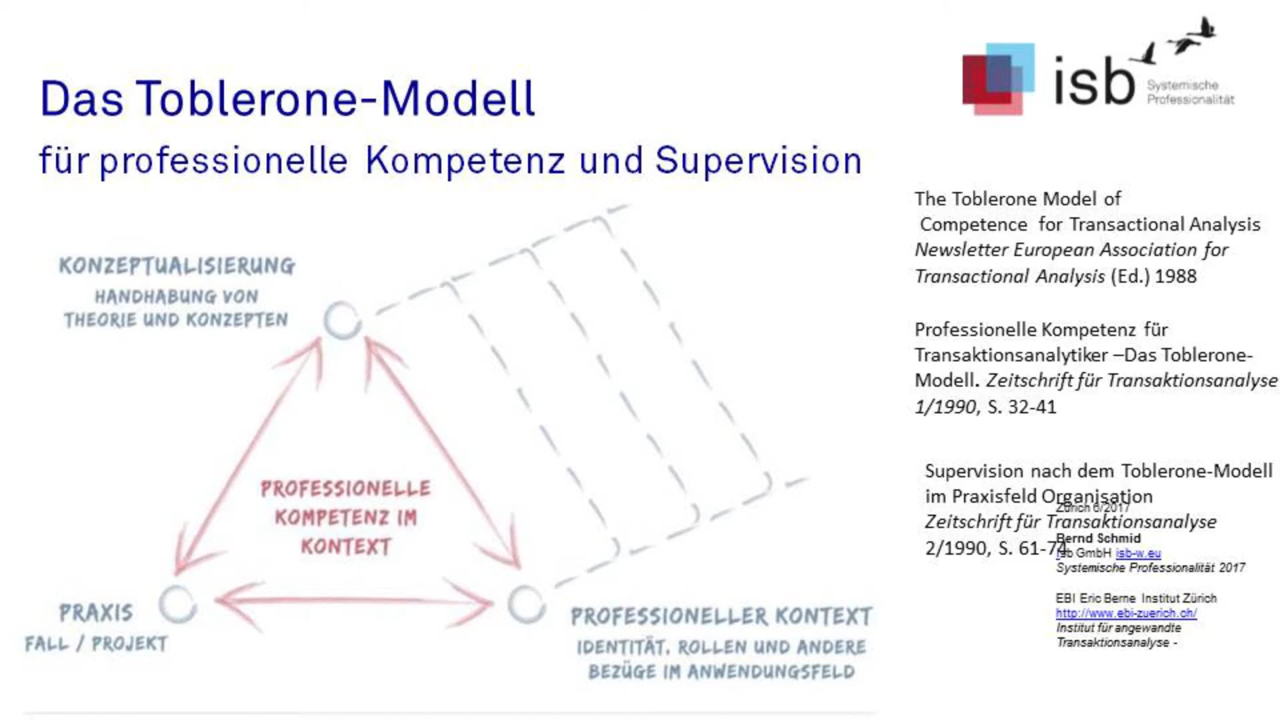 Das Toblerone-Modell
für professionelle Kompetenz und Supervision
isb
Systemische
Professionalität
KONZEPTUALISIERUNG
HANDHABUNG VON
THEORIE UND KONZEPTEN
PROFESSIONELLE
KOMPETENZ IM
KONTEXT
PRAXIS
FALL / PROJEKT
PROFESSIONELLER KONTEXT
IDENTITÄT, ROLLEN UND ANDERE
BEZÜGE IM ANWENDUNGSFELD
The Toblerone Model of
Competence for Transactional Analysis
Newsletter European Association for
Transactional Analysis (Ed.) 1988
Professionelle Kompetenz für
Transaktionsanalytiker –Das Toblerone-
Modell. Zeitschrift für Transaktionsanalyse
1/1990, S. 32-41
Supervision nach dem Toblerone-Modell
im Praxisfeld Organisation
Zeitschrift für Transaktionsanalyse
2/1990, S. 61-74
Zürich 6/2017
Bernd Schmid
isb GmbH isb-w.eu
Systemische Professionalität 2017
EBI Eric Berne Institut Zürich
http://www.ebi-zuerich.ch/
Institut für angewandte
Transaktionsanalyse -